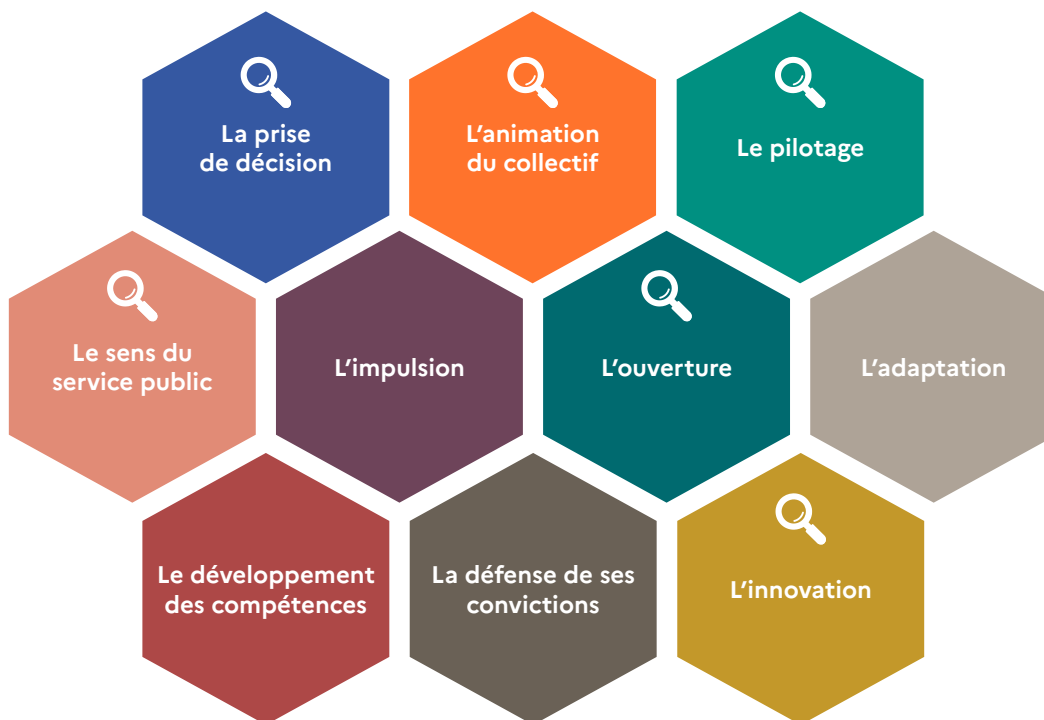 La prise
de décision
L'animation
du collectif
Le pilotage
Le sens du
service public
L'impulsion
L'ouverture
L'adaptation
Le développement
des compétences
La défense de ses
convictions
L'innovation